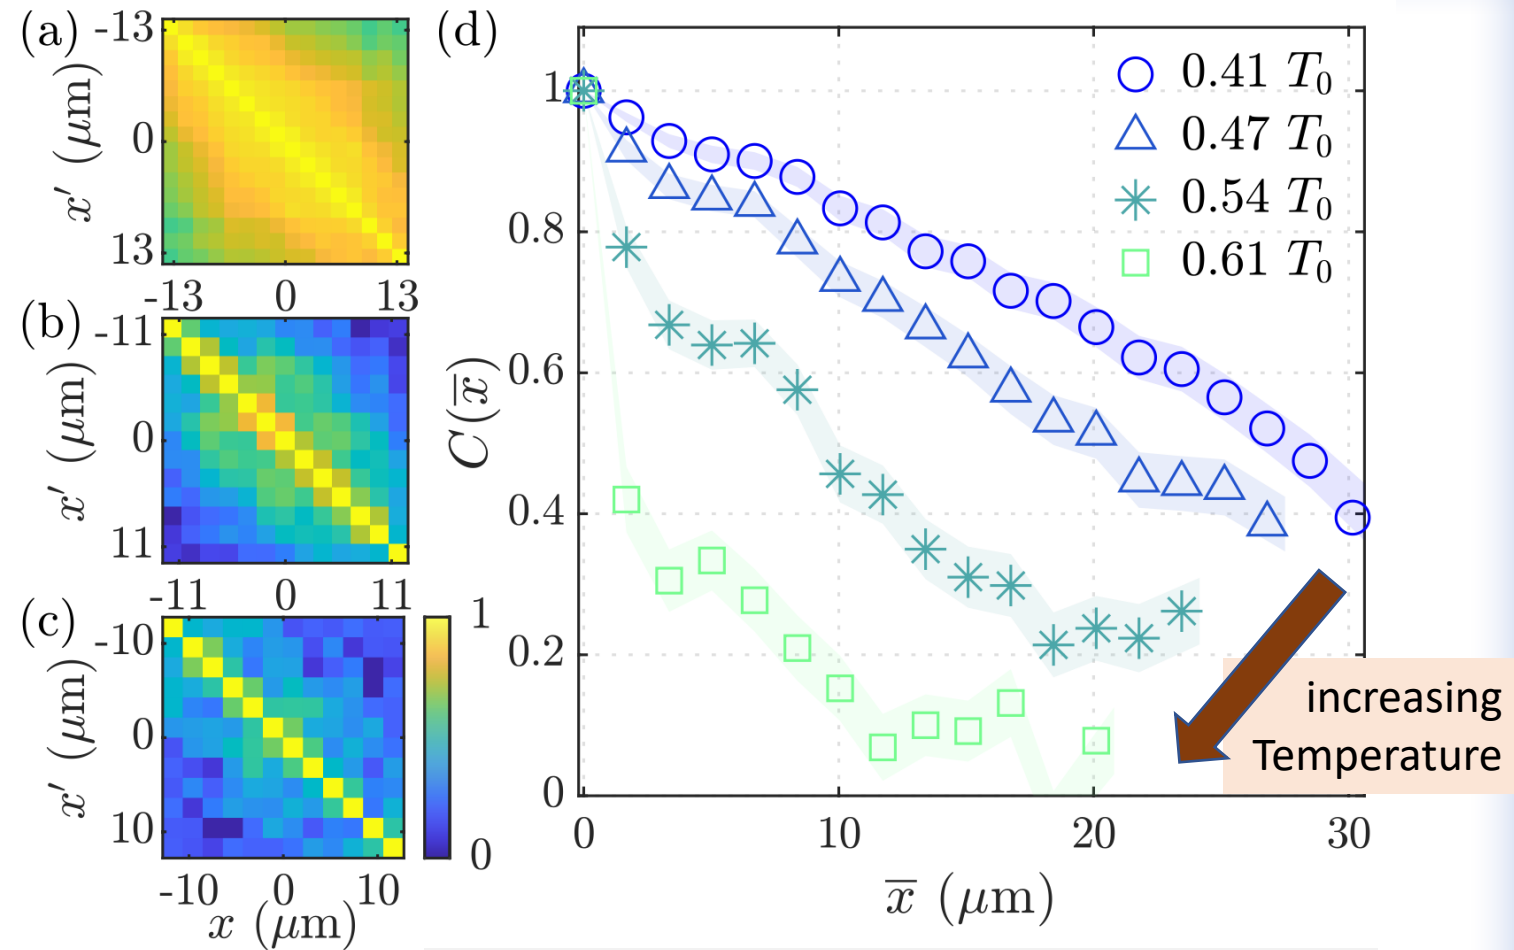 (a)
-13
0
13
x′ (μm)
-13 0 13
(b)
-11
0
11
x′ (μm)
-11 0 11
(c)
-10
0
10
x′ (μm)
-10 0 10
x (μm)
1
0
(d)
1
0.8
0.6
0.4
0.2
0
C(x̅)
0 10 20 30
x̅ (μm)
0.41 T₀
0.47 T₀
0.54 T₀
0.61 T₀
increasing
Temperature